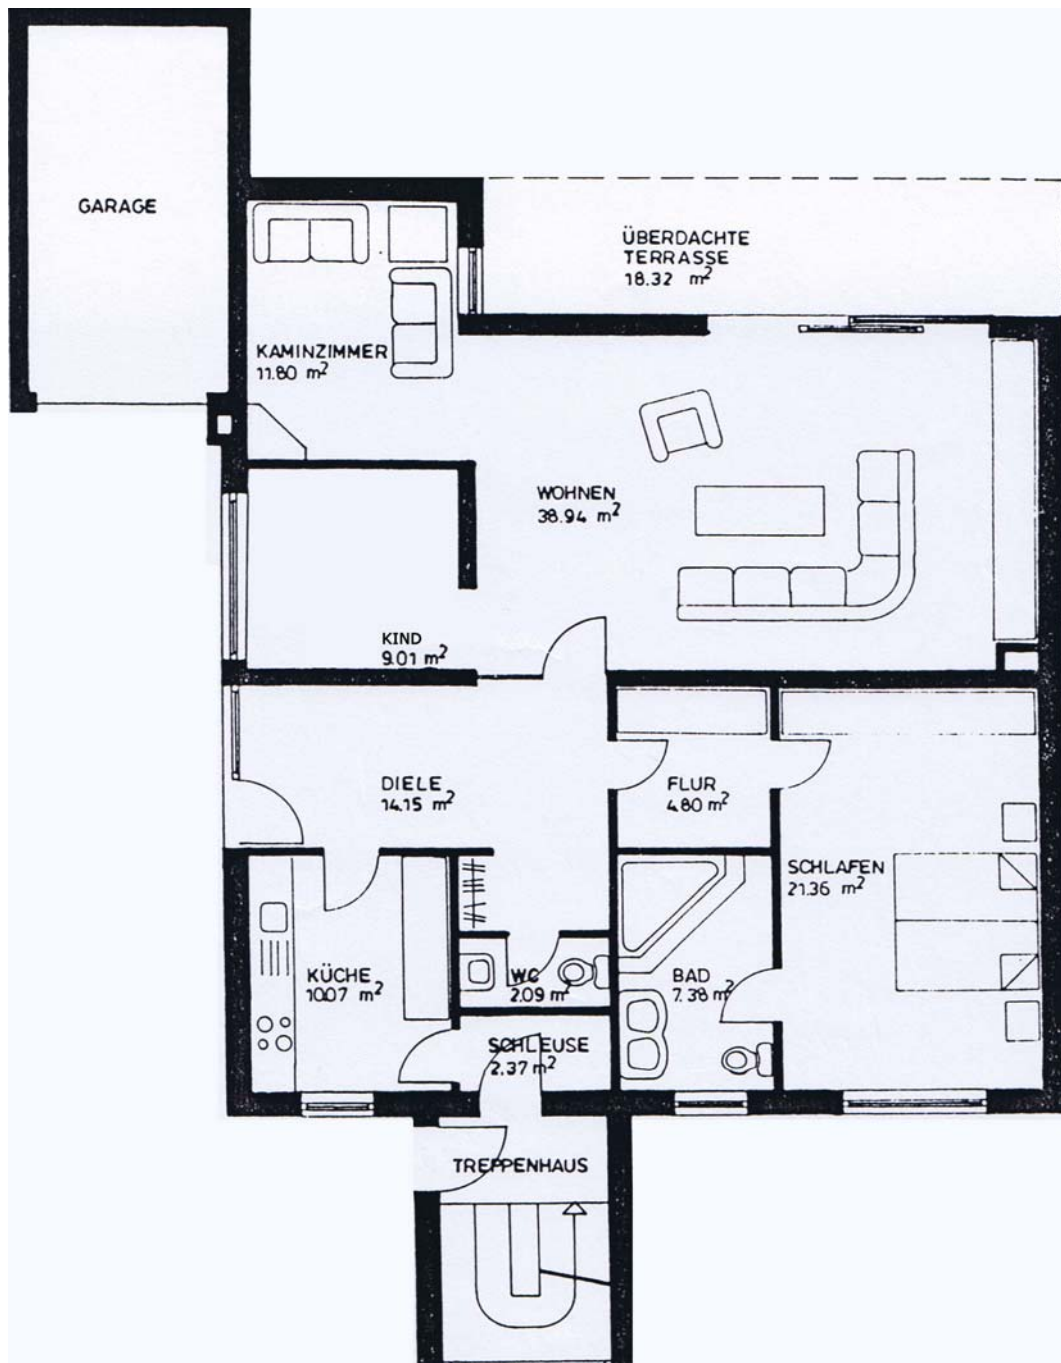 GARAGE
ÜBERDACHTE
TERRASSE
18.32 m²
KAMINZIMMER
11.80 m²
WOHNEN
38.94 m²
KIND
9.01 m²
DIELE
14.15 m²
FLUR
4.80 m²
SCHLAFEN
21.36 m²
KÜCHE
10.07 m²
WC
2.09 m²
BAD
7.38 m²
SCHLEUSE
2.37 m²
TREPPENHAUS